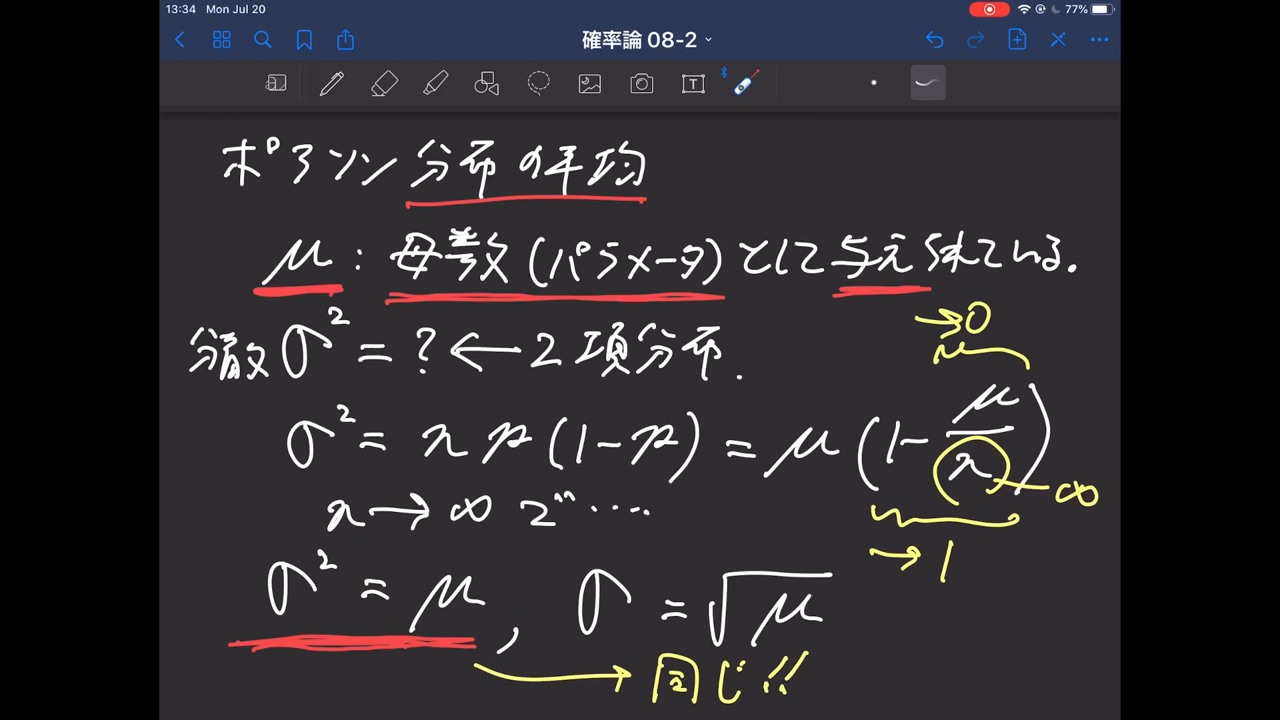 13:34 Mon Jul 20
77%
確率論 08-2
T
ポアソン分布の平均
μ : 母数(パラメータ)として与えられている.
→0
分散 σ² = ? ← 2項分布.
σ² = n p (1-p) = μ (1 - μ/n)
∞
n → ∞ 2" ....
→ 1
σ² = μ , σ = √μ
→ 同じ!!